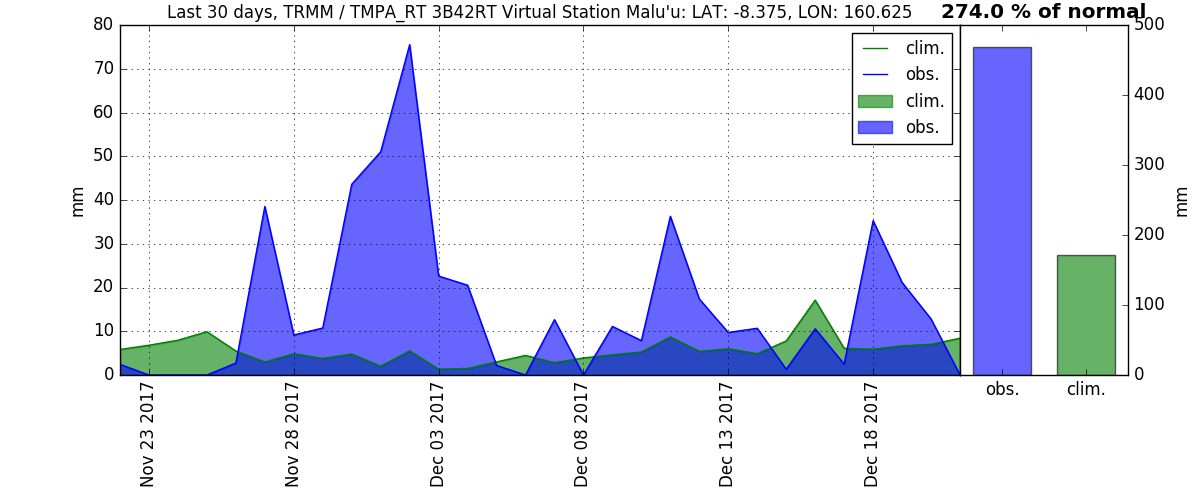 Last 30 days, TRMM / TMPA_RT 3B42RT Virtual Station Malu'u: LAT: -8.375, LON: 160.625
274.0 % of normal
80
70
60
50
40
30
20
10
0
mm
clim.
obs.
clim.
obs.
500
400
300
200
100
0
mm
obs.
clim.
Nov 23 2017
Nov 28 2017
Dec 03 2017
Dec 08 2017
Dec 13 2017
Dec 18 2017